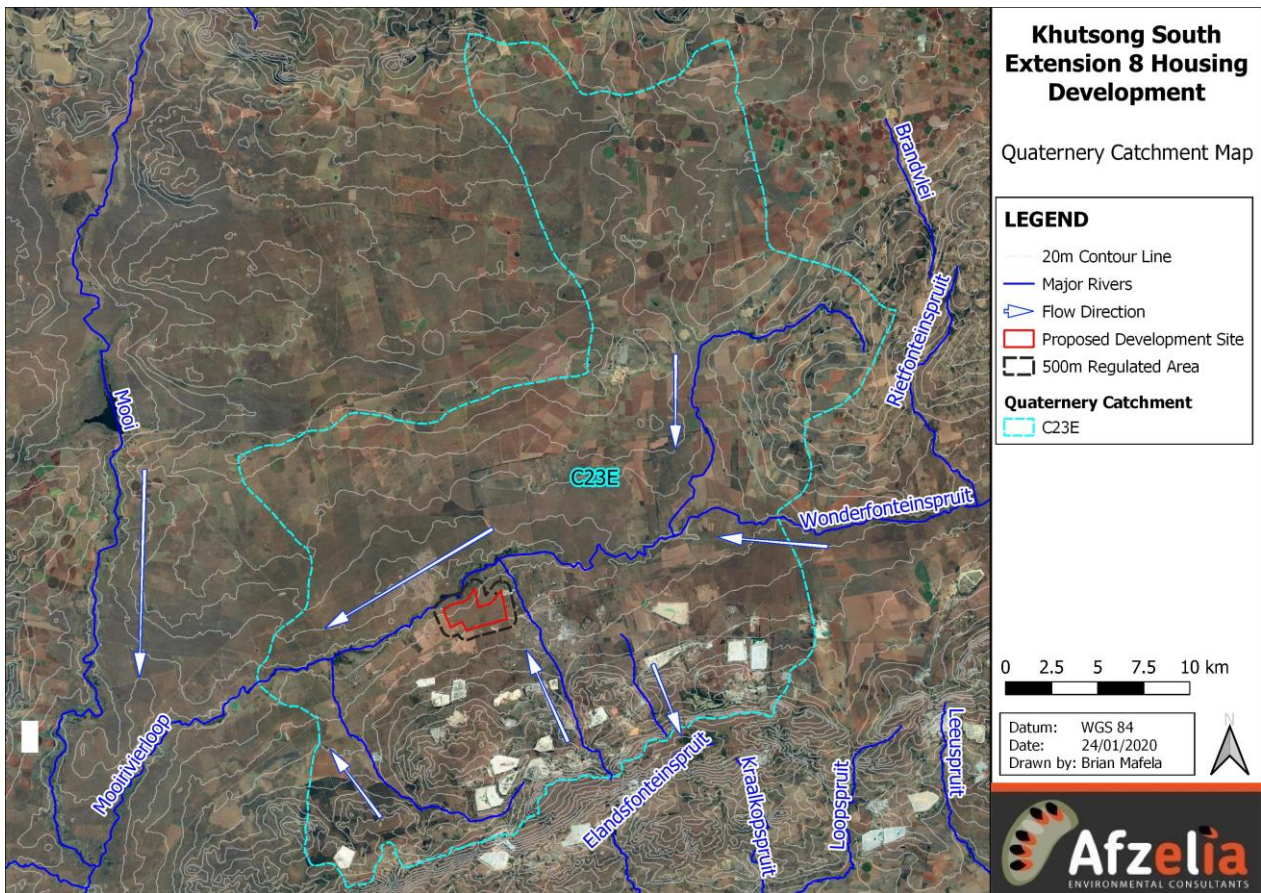 Khutsong South
Extension 8 Housing
Development
Quaternery Catchment Map
LEGEND
20m Contour Line
Major Rivers
Flow Direction
Proposed Development Site
500m Regulated Area
Quaternery Catchment
C23E
0 2.5 5 7.5 10 km
Datum: WGS 84
Date: 24/01/2020
Drawn by: Brian Mafela
N
Afzelia
ENVIRONMENTAL CONSULTANTS
Brandvlei
Rietfonteinspruit
Mooi
C23E
Wonderfonteinspruit
Mooirivierloop
Elandsfonteinspruit
Kraalkopspruit
Loopspruit
Leeuspruit